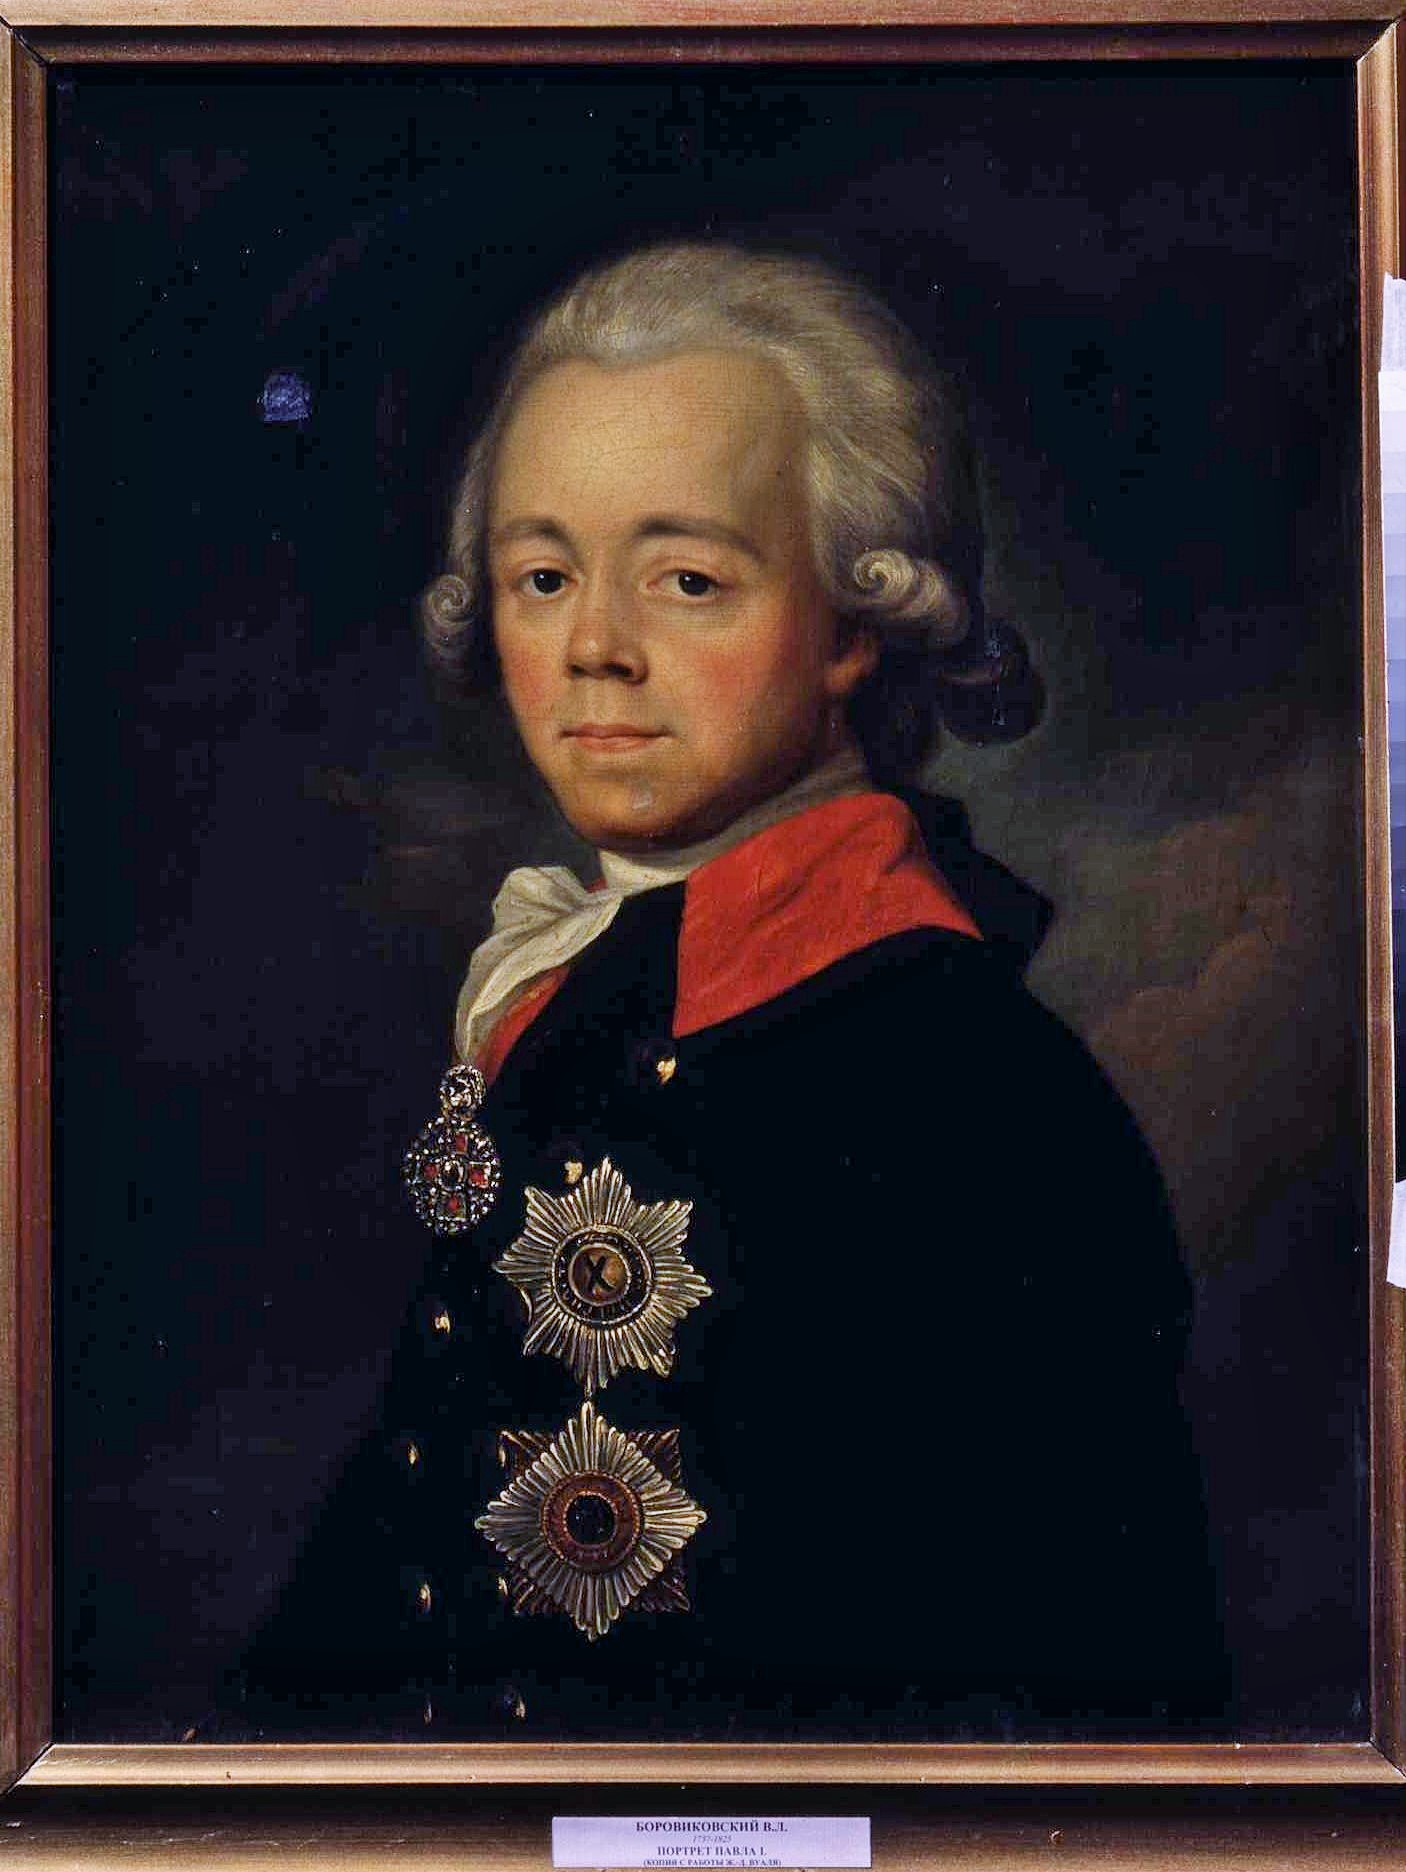 БОРОВИКОВСКИЙ В.Л.
1757-1825
ПОРТРЕТ ПАВЛА I.
(КОПИЯ С РАБОТЫ Ж.-Д. ВУАЛЯ)